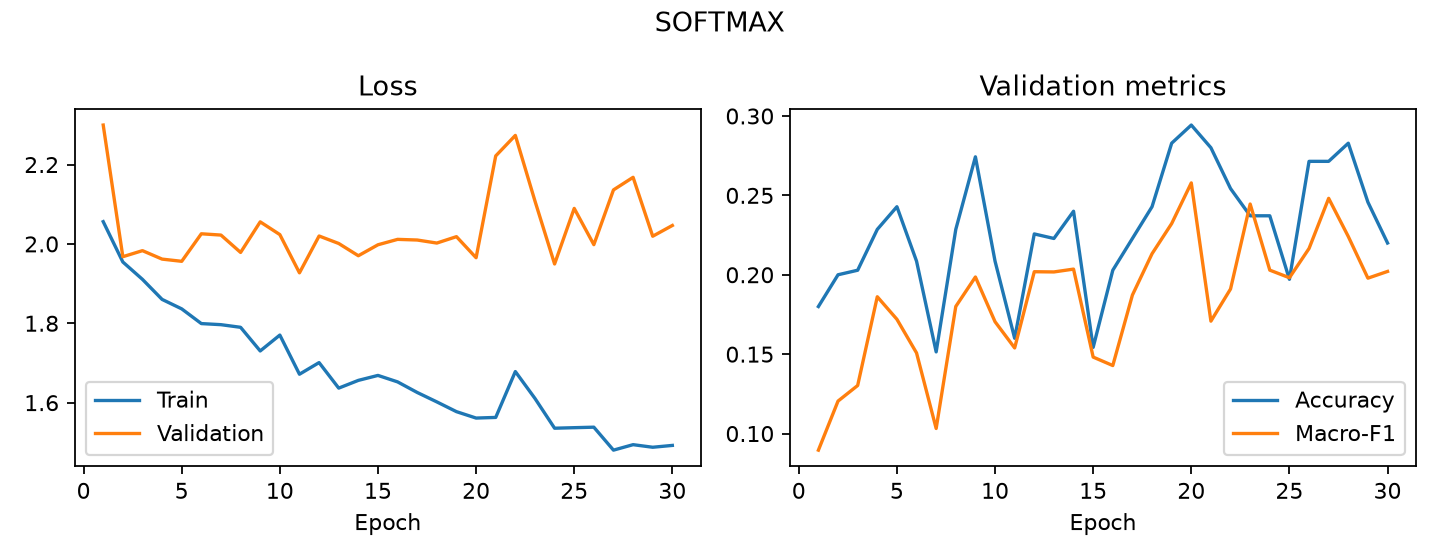 SOFTMAX
Loss
2.2
2.0
1.8
1.6
Train
Validation
0 5 10 15 20 25 30
Epoch
Validation metrics
0.30
0.25
0.20
0.15
0.10
Accuracy
Macro-F1
0 5 10 15 20 25 30
Epoch